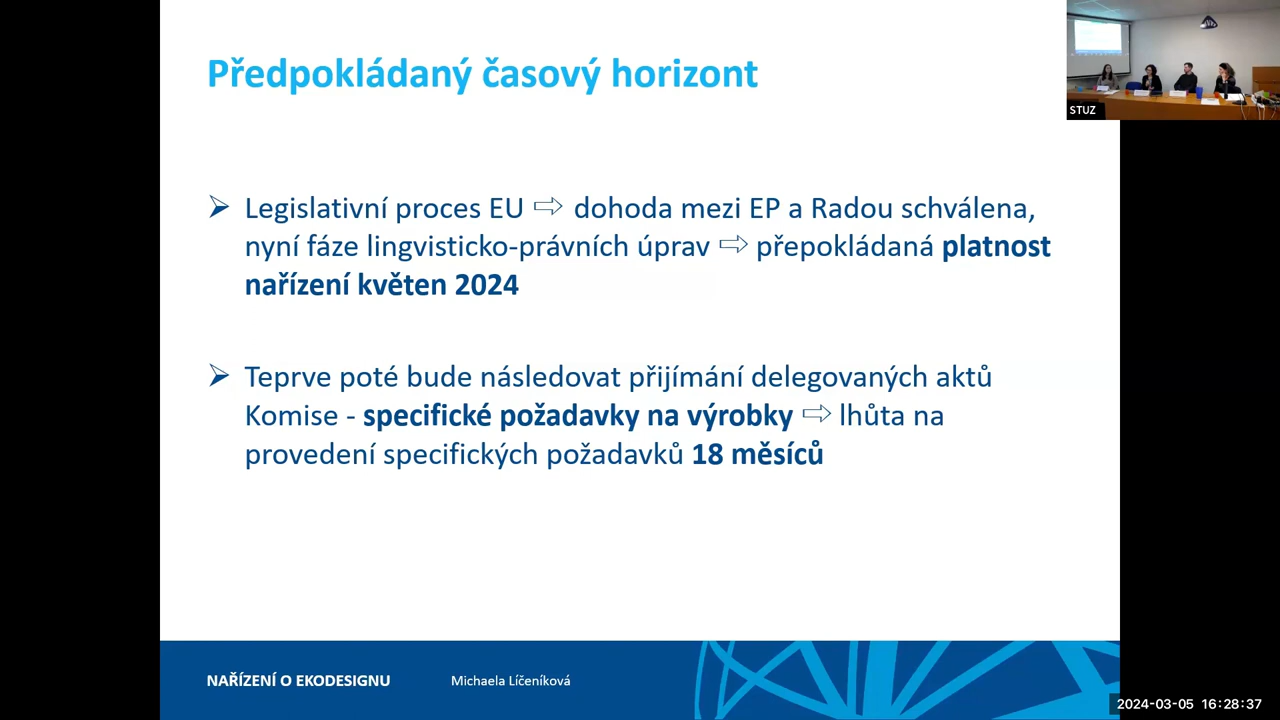 Předpokládaný časový horizont
STUZ
⮚ Legislativní proces EU ⇨ dohoda mezi EP a Radou schválena,
nyní fáze lingvisticko-právních úprav ⇨ přepokládaná platnost
nařízení květen 2024
⮚ Teprve poté bude následovat přijímání delegovaných aktů
Komise - specifické požadavky na výrobky ⇨ lhůta na
provedení specifických požadavků 18 měsíců
NAŘÍZENÍ O EKODESIGNU Michaela Líčeníková
2024-03-05 16:28:37